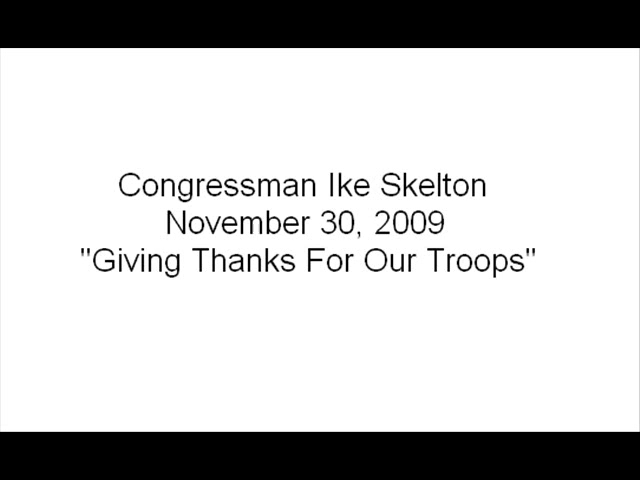 Congressman Ike Skelton
November 30, 2009
"Giving Thanks For Our Troops"